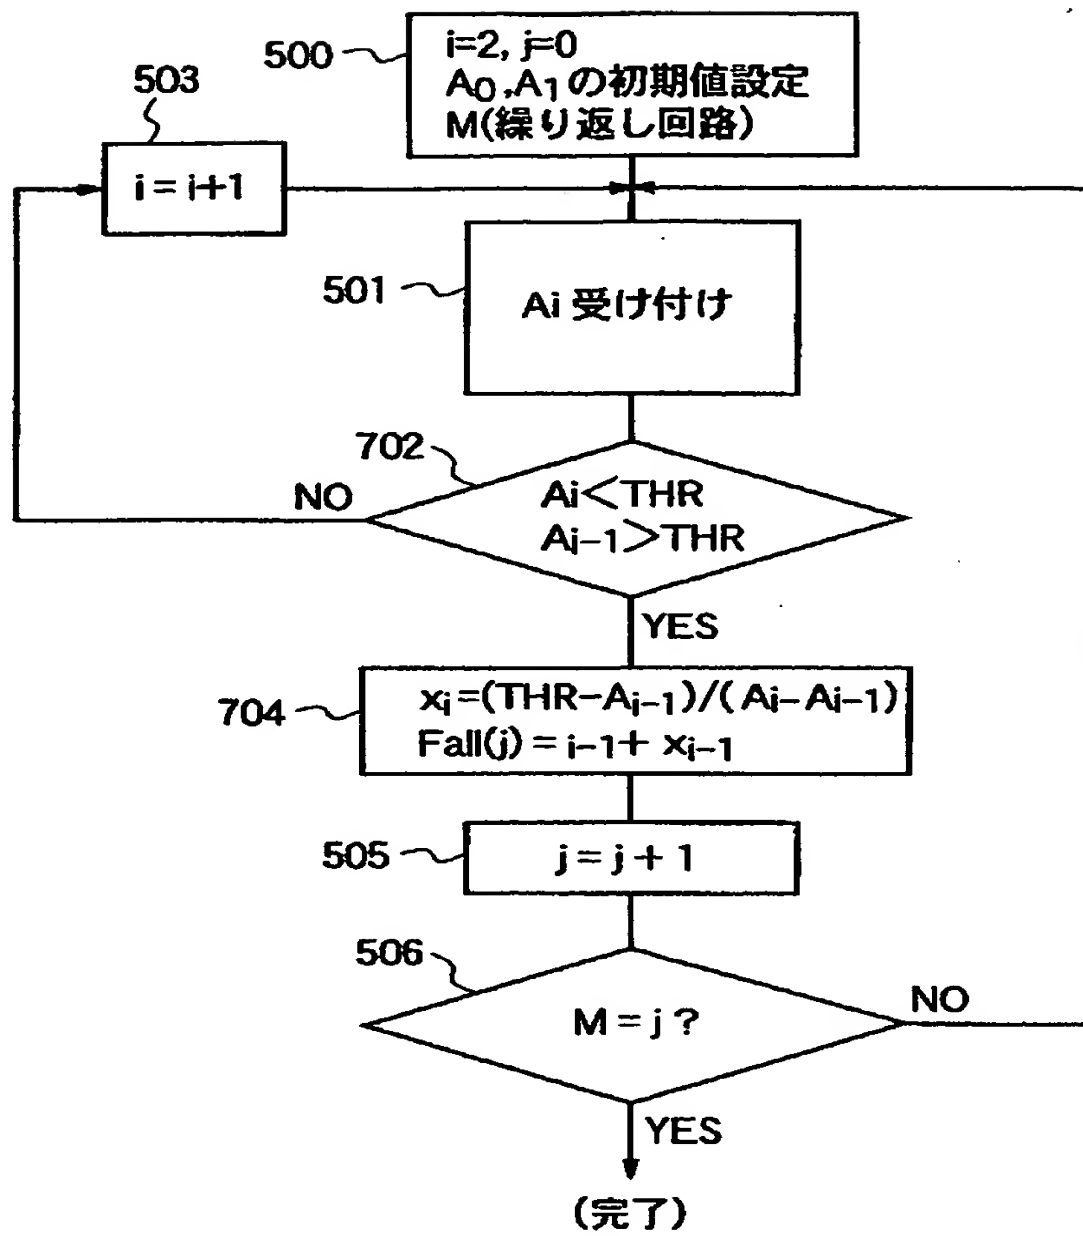 500
i=2, j=0
A0,A1の初期値設定
M(繰り返し回路)
503
i = i+1
501
Ai 受け付け
702
Ai<THR
Ai-1>THR
NO
YES
704
xi=(THR-Ai-1)/(Ai-Ai-1)
Fall(j) = i-1+ xi-1
505
j = j + 1
506
M = j ?
NO
YES
(完了)